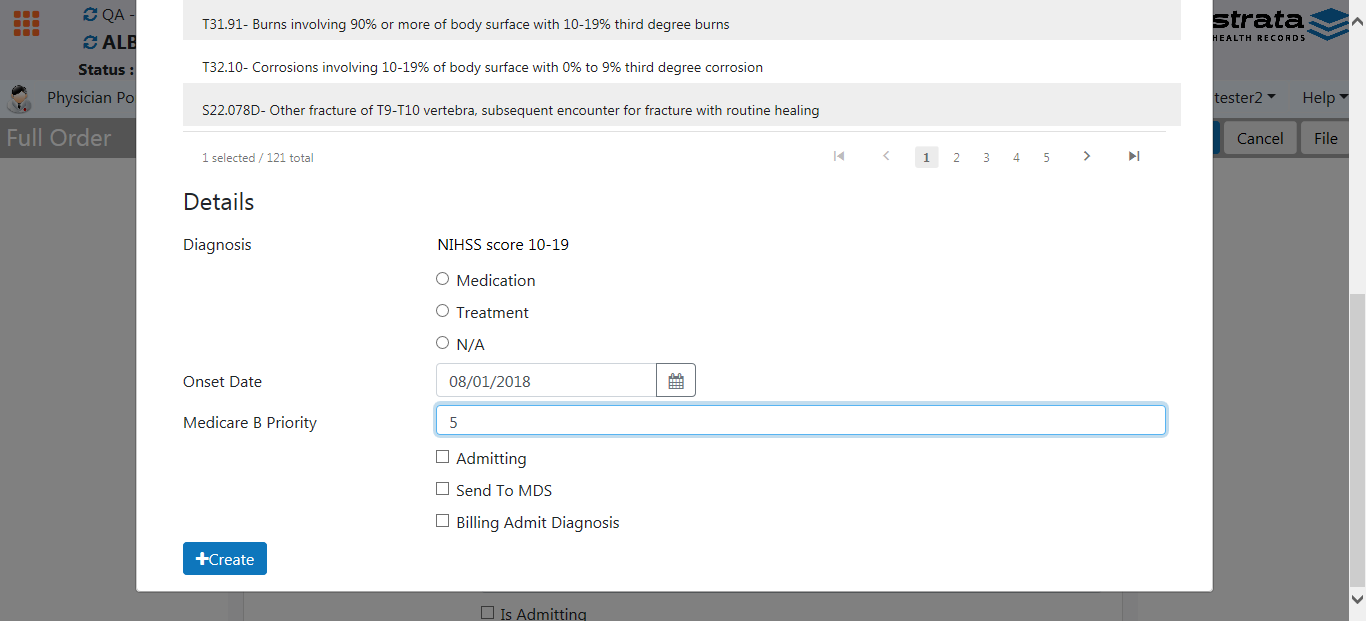 QA -
T31.91- Burns involving 90% or more of body surface with 10-19% third degree burns
strata
HEALTH RECORDS
ALB
T32.10- Corrosions involving 10-19% of body surface with 0% to 9% third degree corrosion
Status :
Physician Po
tester2
Help
S22.078D- Other fracture of T9-T10 vertebra, subsequent encounter for fracture with routine healing
Full Order
Cancel
File
1 selected / 121 total
1 2 3 4 5
Details
Diagnosis
NIHSS score 10-19
Medication
Treatment
N/A
Onset Date
08/01/2018
Medicare B Priority
5
Admitting
Send To MDS
Billing Admit Diagnosis
+Create
Is Admitting